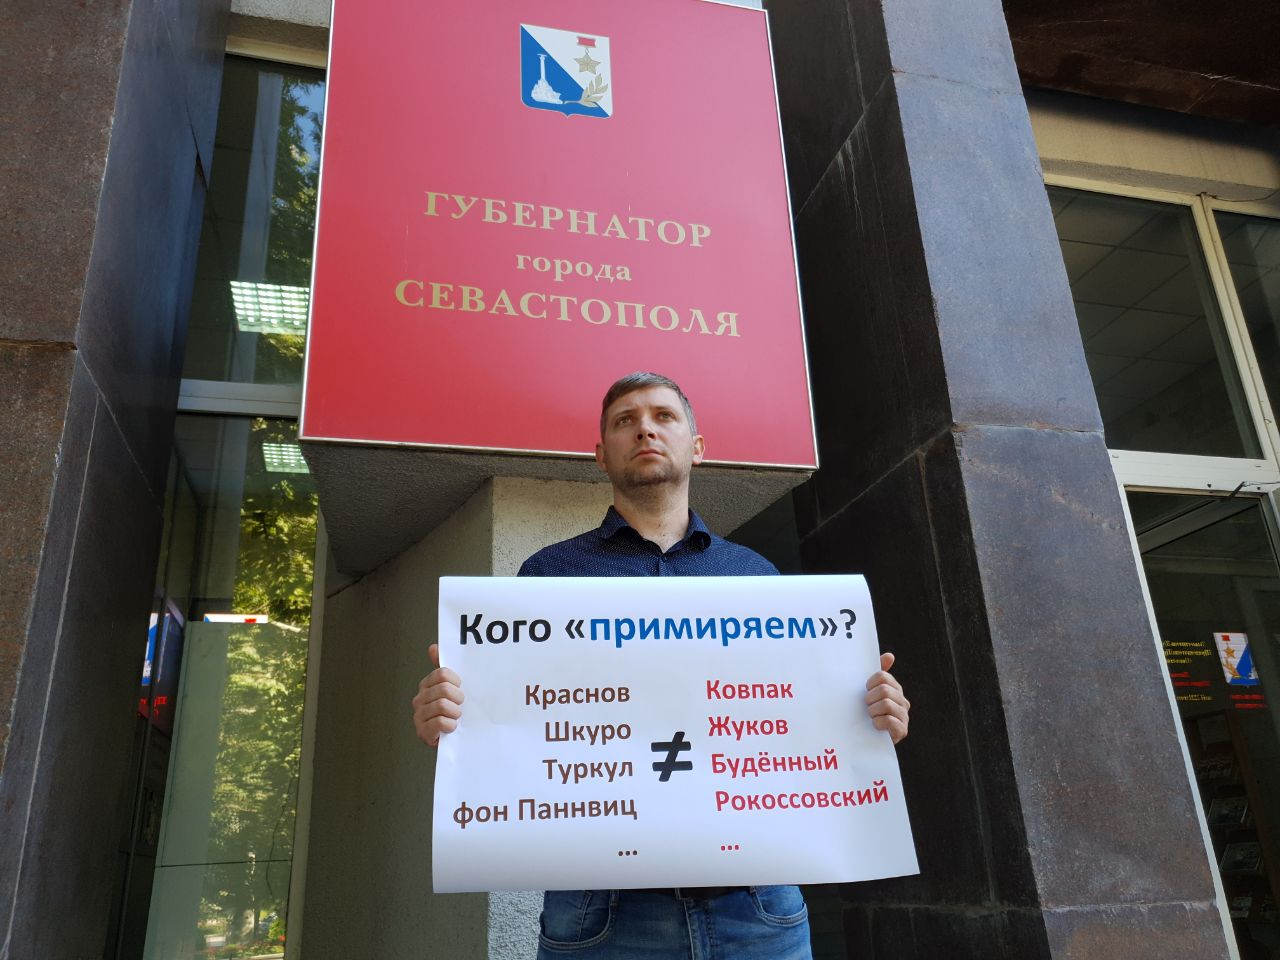 ГУБЕРНАТОР
города
СЕВАСТОПОЛЯ
Кого «примиряем»?
Краснов
Шкуро
Туркул
фон Паннвиц
...
≠
Ковпак
Жуков
Будённый
Рокоссовский
...